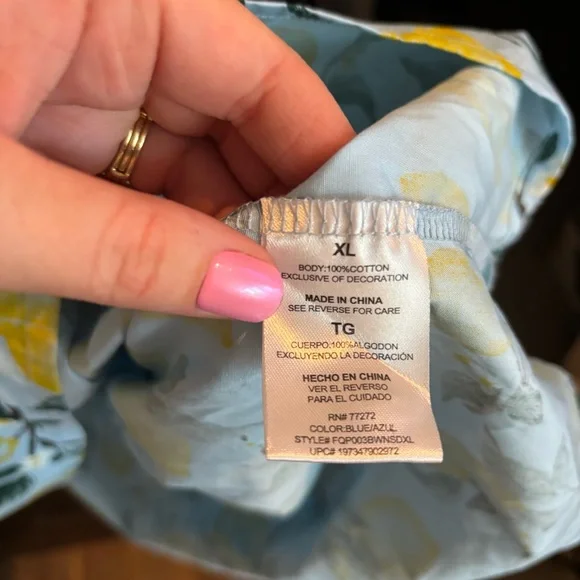 XL
BODY:100%COTTON
EXCLUSIVE OF DECORATION
MADE IN CHINA
SEE REVERSE FOR CARE
TG
CUERPO:100%ALGODON
EXCLUYENDO LA DECORACIÓN
HECHO EN CHINA
VER EL REVERSO
PARA EL CUIDADO
RN# 77272
COLOR:BLUE/AZUL
STYLE# FQP003BWNSDXL
UPC# 197347902972